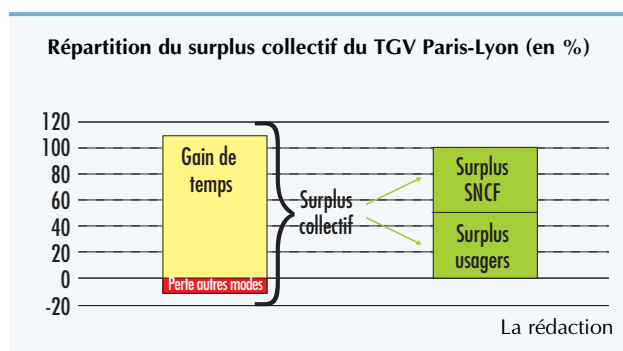 Répartition du surplus collectif du TGV Paris-Lyon (en %)
120
100
80
60
40
20
0
-20
Gain de
temps
Perte autres modes
Surplus
collectif
Surplus
SNCF
Surplus
usagers
La rédaction